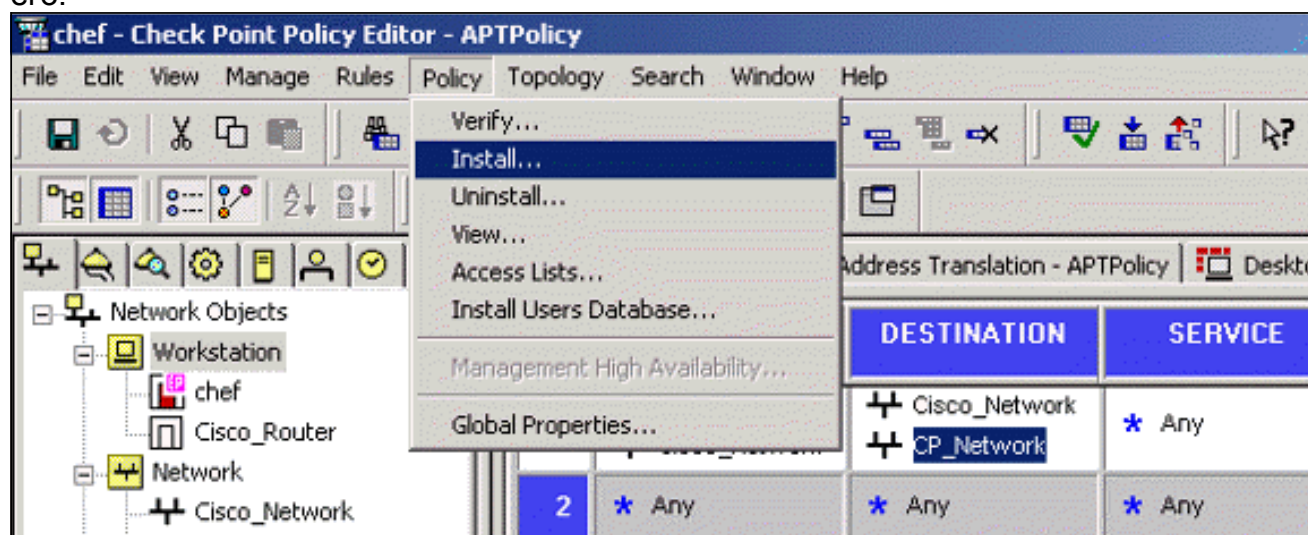 chef - Check Point Policy Editor - APTPolicy
File Edit View Manage Rules Policy Topology Search Window Help
Verify...
Install...
Uninstall...
View...
Access Lists...
Install Users Database...
Management High Availability...
Global Properties...
Address Translation - APTPolicy
Network Objects
Workstation
chef
Cisco_Router
Network
Cisco_Network
DESTINATION SERVICE
Cisco_Network
CP_Network
Any
2 Any Any Any